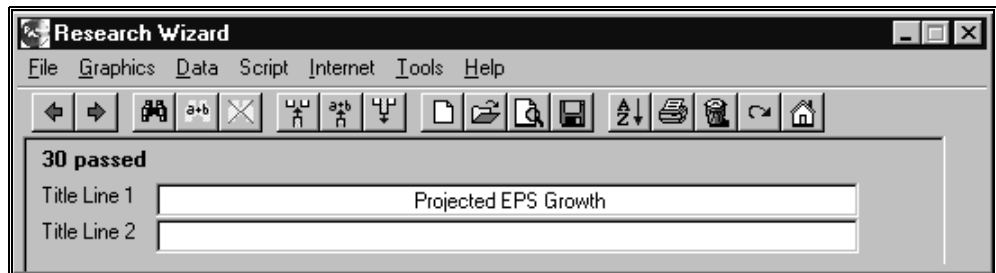 Research Wizard
File Graphics Data Script Internet Tools Help
a+b a+b A Z
30 passed
Title Line 1 Projected EPS Growth
Title Line 2